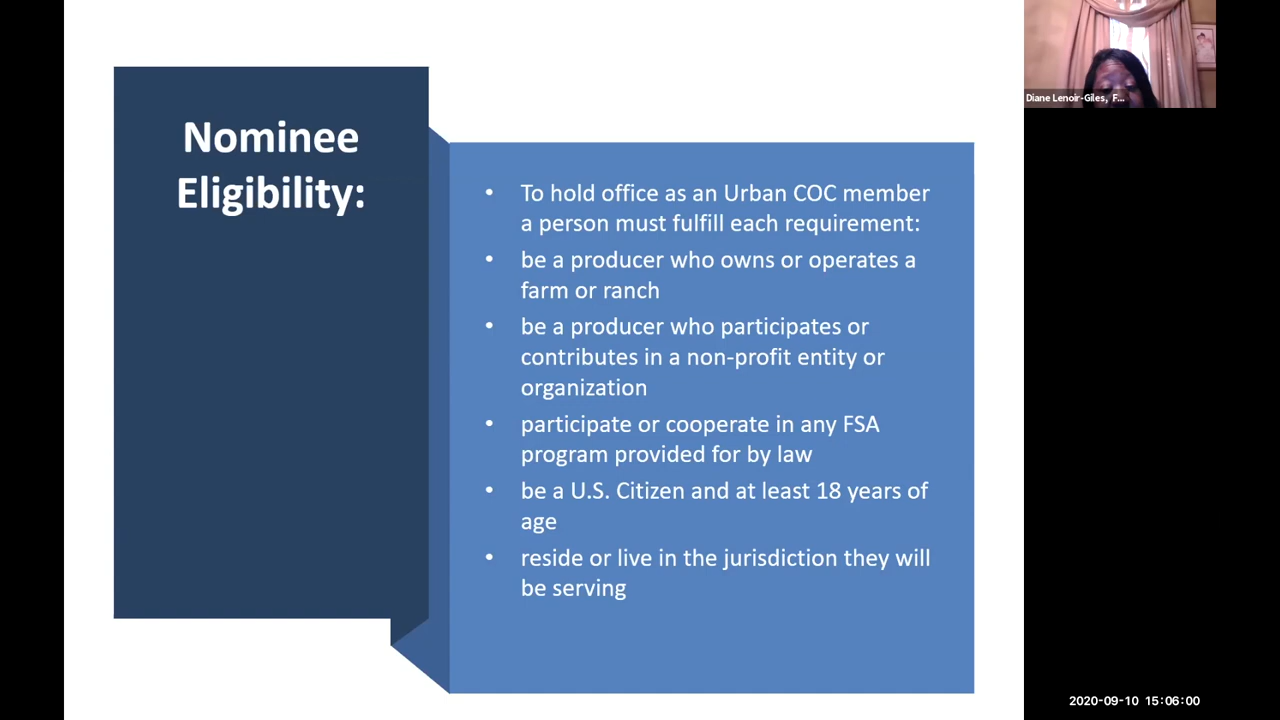 Nominee
Eligibility:
• To hold office as an Urban COC member
a person must fulfill each requirement:
• be a producer who owns or operates a
farm or ranch
• be a producer who participates or
contributes in a non-profit entity or
organization
• participate or cooperate in any FSA
program provided for by law
• be a U.S. Citizen and at least 18 years of
age
• reside or live in the jurisdiction they will
be serving
Diane Lenoir-Giles, F...
2020-09-10 15:06:00